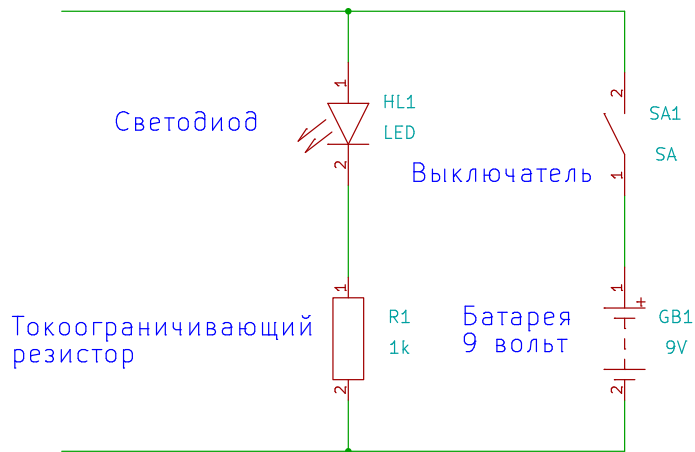 1
HL1
Светодиод
LED
2
2
SA1
SA
Выключатель
1
1
Токоограничивающий
резистор
R1
1k
2
1
+
Батарея
9 вольт
GB1
9V
2